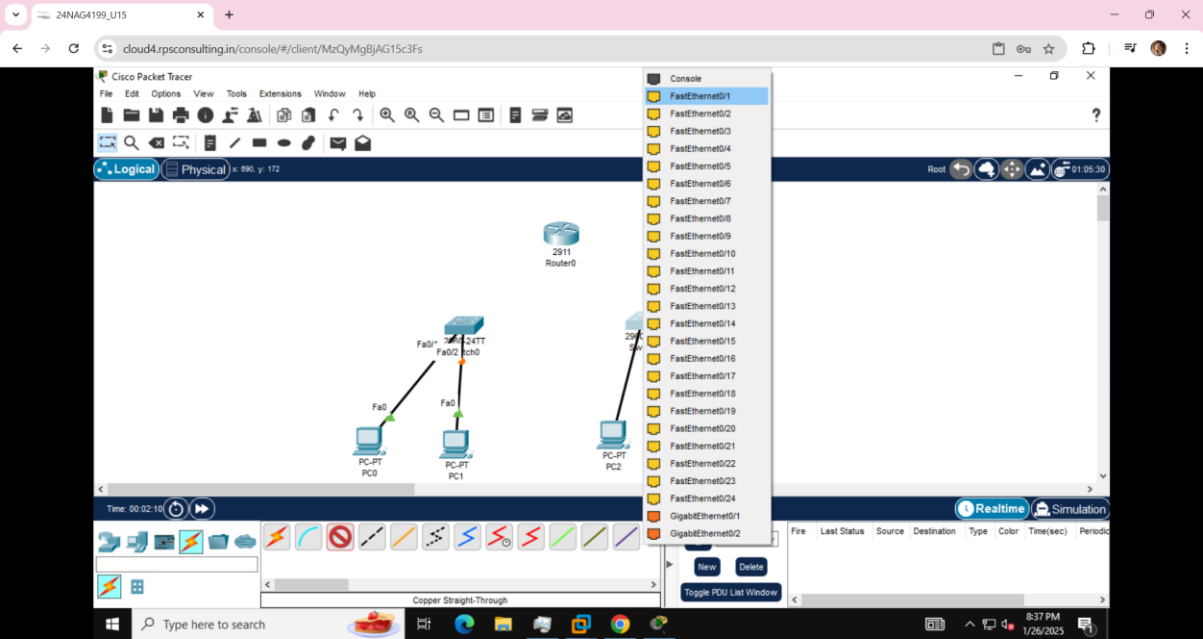 24NAG4199_U15
cloud4.rpsconsulting.in/console/#/client/MzQyMgBjAG15c3Fs
Cisco Packet Tracer
File Edit Options View Tools Extensions Window Help
?
Logical Physical x: 690, y: 172
Root 01:05:30
Console
FastEthernet0/1
FastEthernet0/2
FastEthernet0/3
FastEthernet0/4
FastEthernet0/5
FastEthernet0/6
FastEthernet0/7
FastEthernet0/8
FastEthernet0/9
FastEthernet0/10
FastEthernet0/11
FastEthernet0/12
FastEthernet0/13
FastEthernet0/14
FastEthernet0/15
FastEthernet0/16
FastEthernet0/17
FastEthernet0/18
FastEthernet0/19
FastEthernet0/20
FastEthernet0/21
FastEthernet0/22
FastEthernet0/23
FastEthernet0/24
GigabitEthernet0/1
GigabitEthernet0/2
2911
Router0
Fa0/2
Fa0
Fa0
PC-PT
PC0
PC-PT
PC1
PC-PT
PC2
Time: 00:02:10
Realtime Simulation
Fire Last Status Source Destination Type Color Time(sec) Periodic
New Delete
Toggle PDU List Window
Copper Straight-Through
Type here to search
8:37 PM
1/26/2025
1